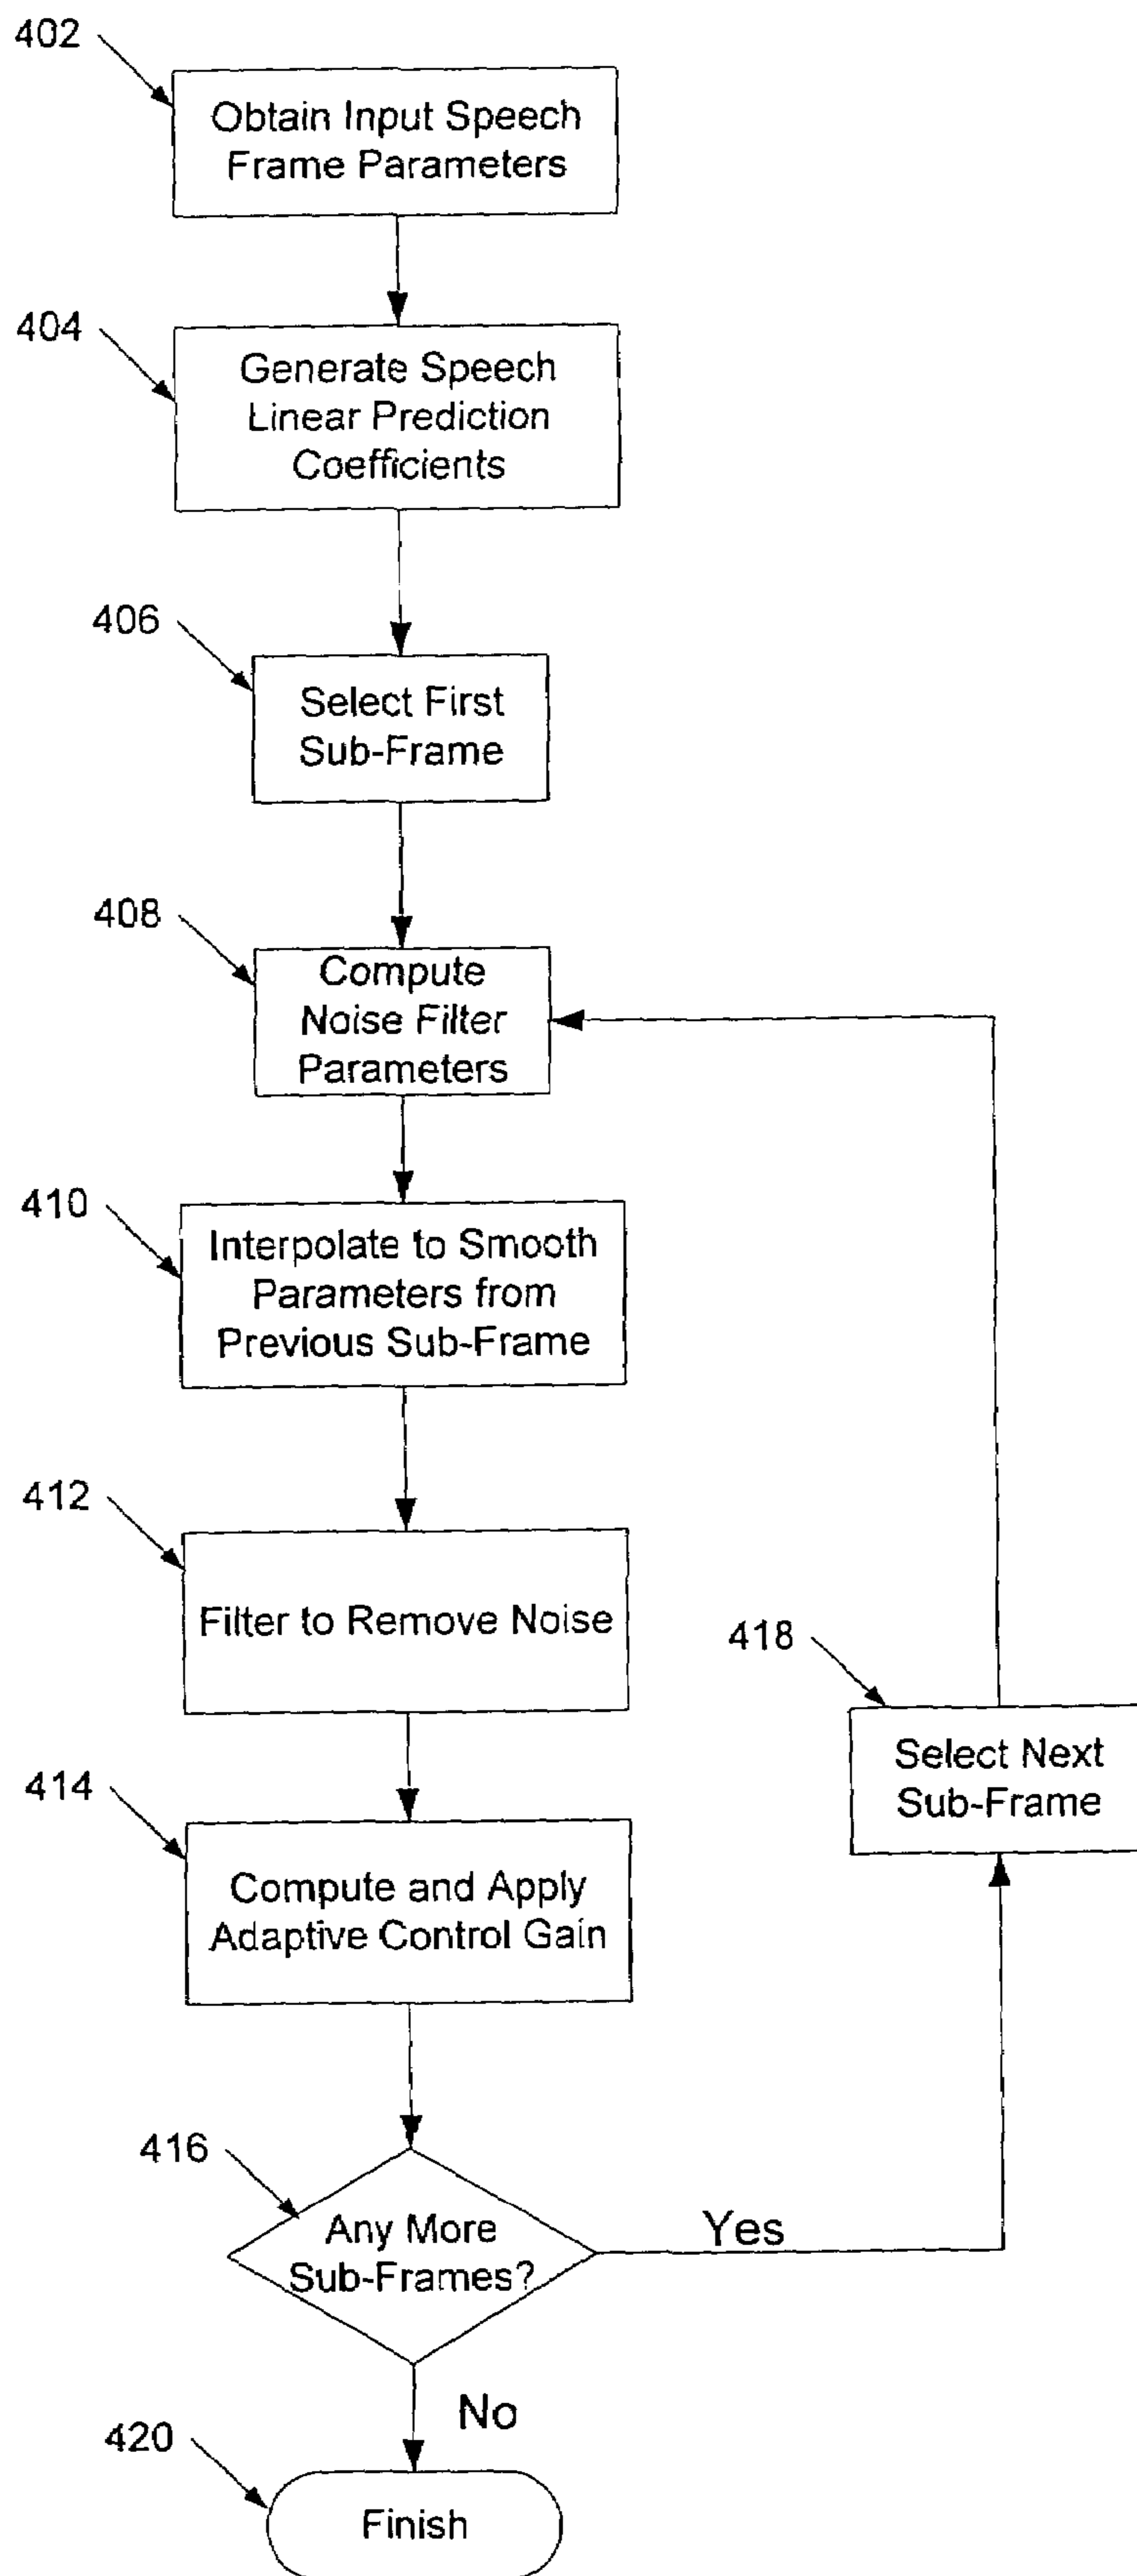 402
Obtain Input Speech
Frame Parameters
404
Generate Speech
Linear Prediction
Coefficients
406
Select First
Sub-Frame
408
Compute
Noise Filter
Parameters
410
Interpolate to Smooth
Parameters from
Previous Sub-Frame
412
Filter to Remove Noise
418
Select Next
Sub-Frame
414
Compute and Apply
Adaptive Control Gain
416
Any More
Sub-Frames?
Yes
No
420
Finish